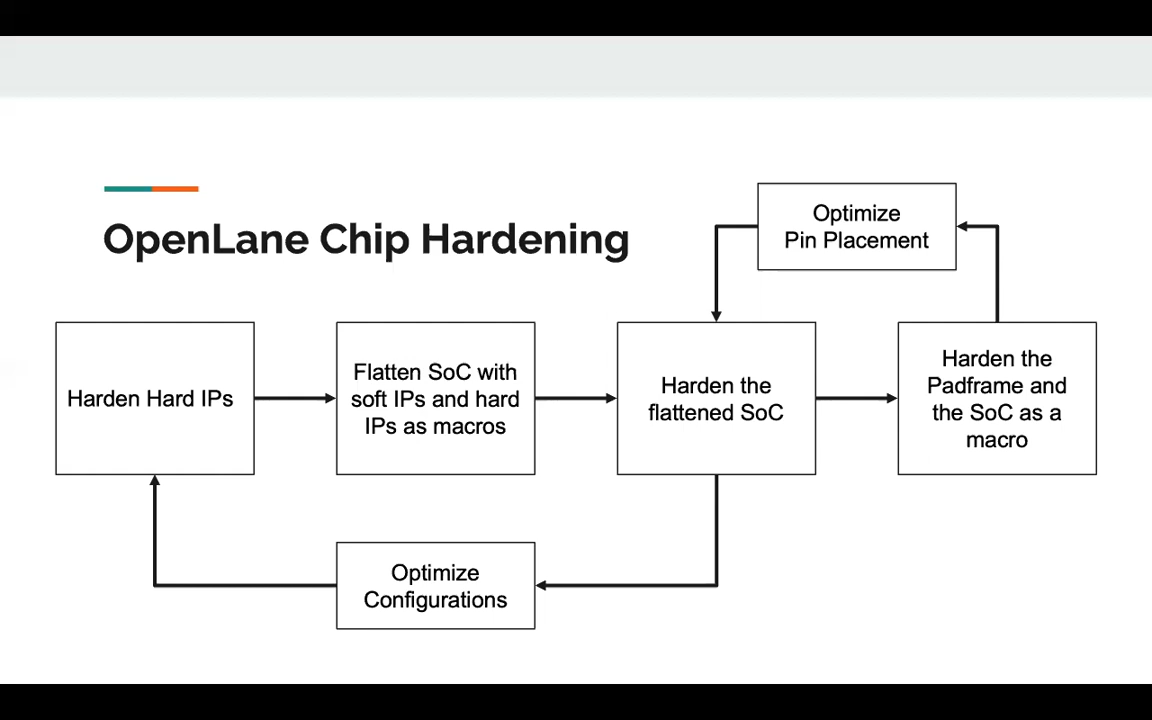 OpenLane Chip Hardening
Optimize
Pin Placement
Harden Hard IPs
Flatten SoC with
soft IPs and hard
IPs as macros
Harden the
flattened SoC
Harden the
Padframe and
the SoC as a
macro
Optimize
Configurations